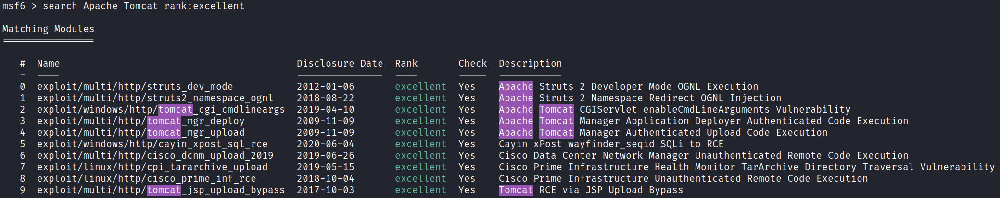 msf6 > search Apache Tomcat rank:excellent
Matching Modules
================
# Name Disclosure Date Rank Check Description
- ---- --------------- ---- ----- -----------
0 exploit/multi/http/struts_dev_mode 2012-01-06 excellent Yes Apache Struts 2 Developer Mode OGNL Execution
1 exploit/multi/http/struts2_namespace_ognl 2018-08-22 excellent Yes Apache Struts 2 Namespace Redirect OGNL Injection
2 exploit/windows/http/tomcat_cgi_cmdlineargs 2019-04-10 excellent Yes Apache Tomcat CGIServlet enableCmdLineArguments Vulnerability
3 exploit/multi/http/tomcat_mgr_deploy 2009-11-09 excellent Yes Apache Tomcat Manager Application Deployer Authenticated Code Execution
4 exploit/multi/http/tomcat_mgr_upload 2009-11-09 excellent Yes Apache Tomcat Manager Authenticated Upload Code Execution
5 exploit/windows/http/cayin_xpost_sql_rce 2020-06-04 excellent Yes Cayin xPost wayfinder_seqid SQLi to RCE
6 exploit/multi/http/cisco_dcnm_upload_2019 2019-06-26 excellent Yes Cisco Data Center Network Manager Unauthenticated Remote Code Execution
7 exploit/linux/http/cpi_tararchive_upload 2019-05-15 excellent Yes Cisco Prime Infrastructure Health Monitor TarArchive Directory Traversal Vulnerability
8 exploit/linux/http/cisco_prime_inf_rce 2018-10-04 excellent Yes Cisco Prime Infrastructure Unauthenticated Remote Code Execution
9 exploit/multi/http/tomcat_jsp_upload_bypass 2017-10-03 excellent Yes Tomcat RCE via JSP Upload Bypass